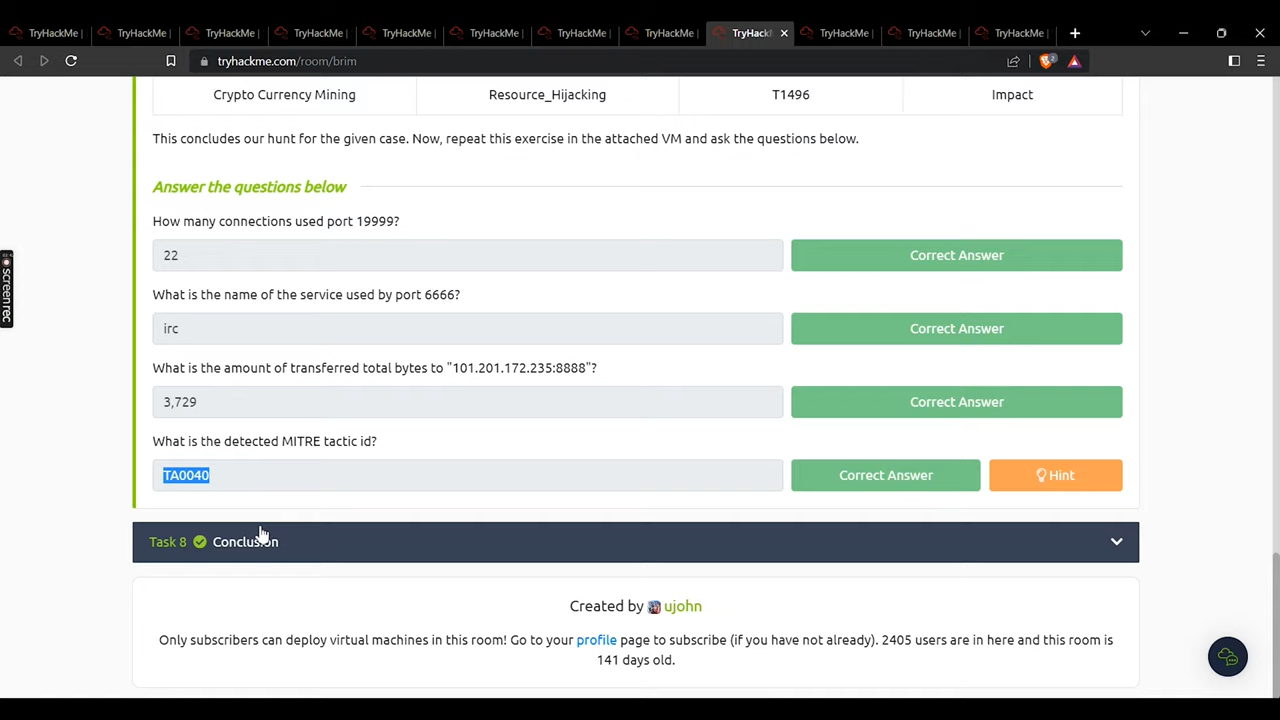 TryHackMe | TryHackMe | TryHackMe | TryHackMe | TryHackMe | TryHackMe | TryHackMe | TryHackM TryHackMe | TryHackMe | TryHackMe |
tryhackme.com/room/brim
2
Crypto Currency Mining Resource_Hijacking T1496 Impact
This concludes our hunt for the given case. Now, repeat this exercise in the attached VM and ask the questions below.
Answer the questions below
How many connections used port 19999?
22 Correct Answer
What is the name of the service used by port 6666?
irc Correct Answer
What is the amount of transferred total bytes to "101.201.172.235:8888"?
3,729 Correct Answer
What is the detected MITRE tactic id?
TA0040 Correct Answer Hint
Task 8 Conclusion
Created by ujohn
Only subscribers can deploy virtual machines in this room! Go to your profile page to subscribe (if you have not already). 2405 users are in here and this room is
141 days old.
screenrec